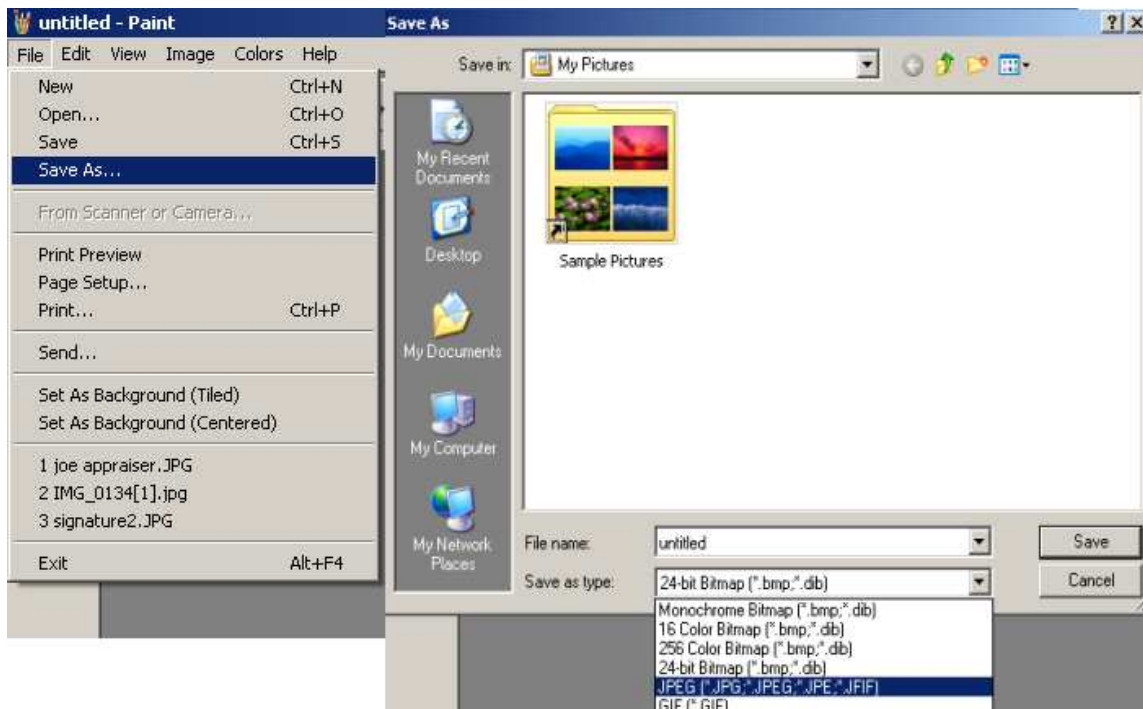 untitled - Paint
File Edit View Image Colors Help
New Ctrl+N
Open... Ctrl+O
Save Ctrl+S
Save As...
From Scanner or Camera...
Print Preview
Page Setup...
Print... Ctrl+P
Send...
Set As Background (Tiled)
Set As Background (Centered)
1 joe appraiser.JPG
2 IMG_0134[1].jpg
3 signature2.JPG
Exit Alt+F4
Save As
Save in: My Pictures
My Recent
Documents
Desktop
My Documents
My Computer
My Network
Places
Sample Pictures
File name: untitled
Save
Save as type: 24-bit Bitmap (*.bmp;*.dib)
Cancel
Monochrome Bitmap (*.bmp;*.dib)
16 Color Bitmap (*.bmp;*.dib)
256 Color Bitmap (*.bmp;*.dib)
24-bit Bitmap (*.bmp;*.dib)
JPEG (*.JPG;*.JPEG;*.JPE;*.JFIF)
GIF (*.GIF)